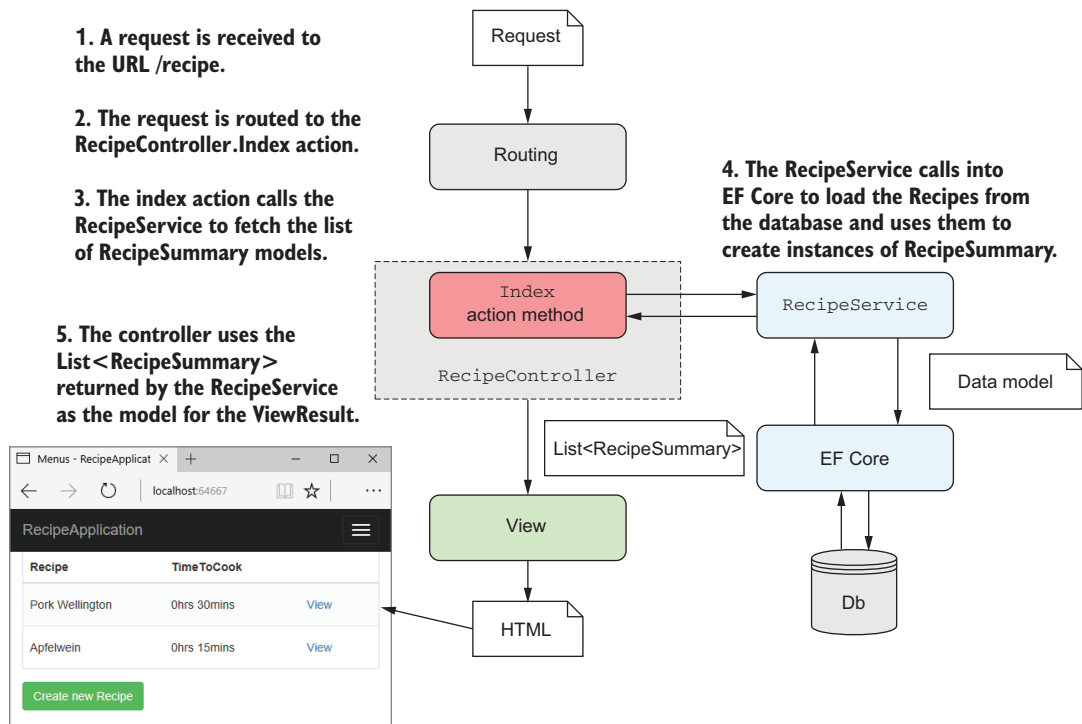 1. A request is received to
the URL /recipe.
2. The request is routed to the
RecipeController.Index action.
3. The index action calls the
RecipeService to fetch the list
of RecipeSummary models.
Request
Routing
4. The RecipeService calls into
EF Core to load the Recipes from
the database and uses them to
create instances of RecipeSummary.
Index
action method
RecipeController
RecipeService
Data model
EF Core
Db
5. The controller uses the
List<RecipeSummary>
returned by the RecipeService
as the model for the ViewResult.
List<RecipeSummary>
View
HTML
Menus - RecipeApplicat
localhost:64667
RecipeApplication
Recipe TimeToCook
Pork Wellington 0hrs 30mins View
Apfelwein 0hrs 15mins View
Create new Recipe